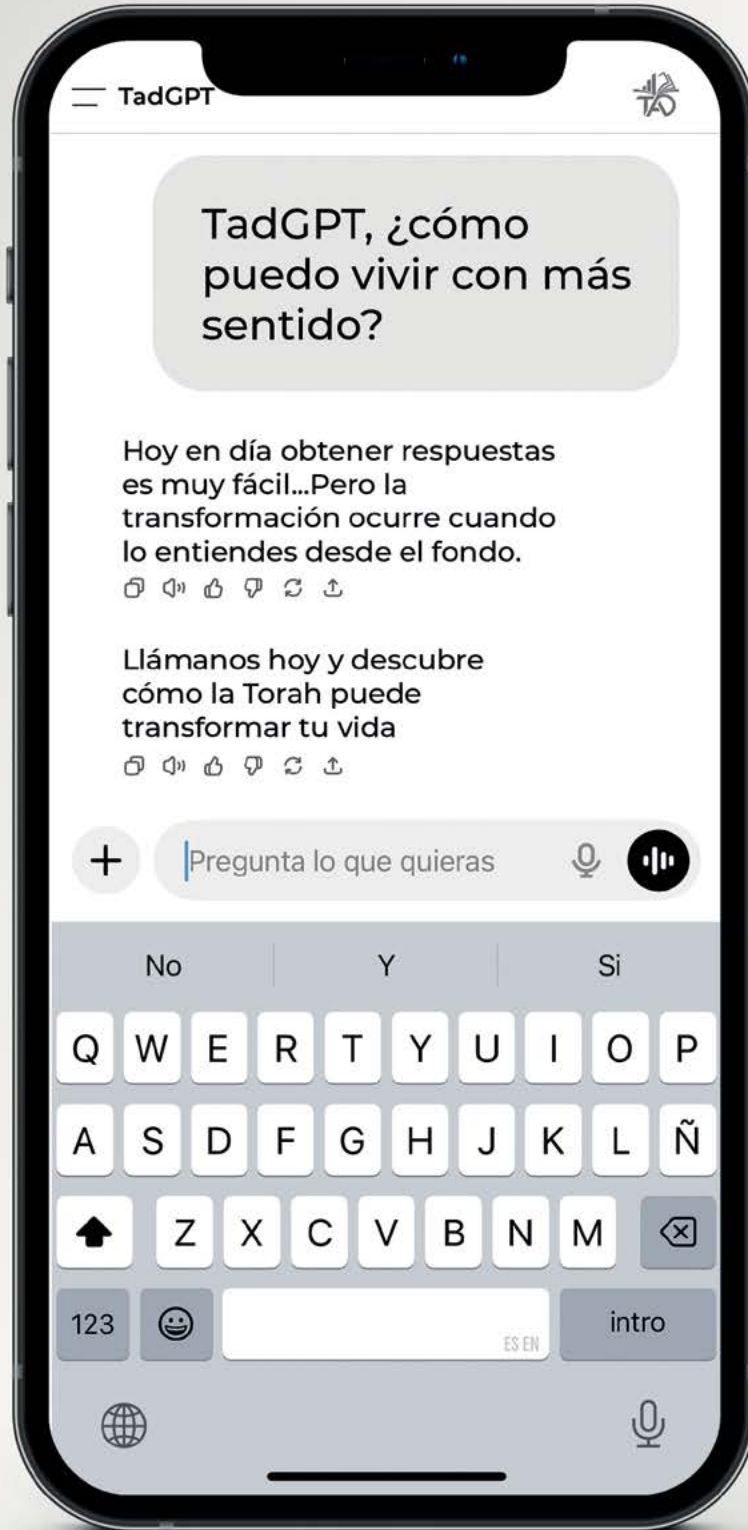 TadGPT
TAD
TadGPT, ¿cómo
puedo vivir con más
sentido?
Hoy en día obtener respuestas
es muy fácil...Pero la
transformación ocurre cuando
lo entiendes desde el fondo.
Llámanos hoy y descubre
cómo la Torah puede
transformar tu vida
Pregunta lo que quieras
No Y Si
Q W E R T Y U I O P
A S D F G H J K L Ñ
Z X C V B N M
123 ES EN intro